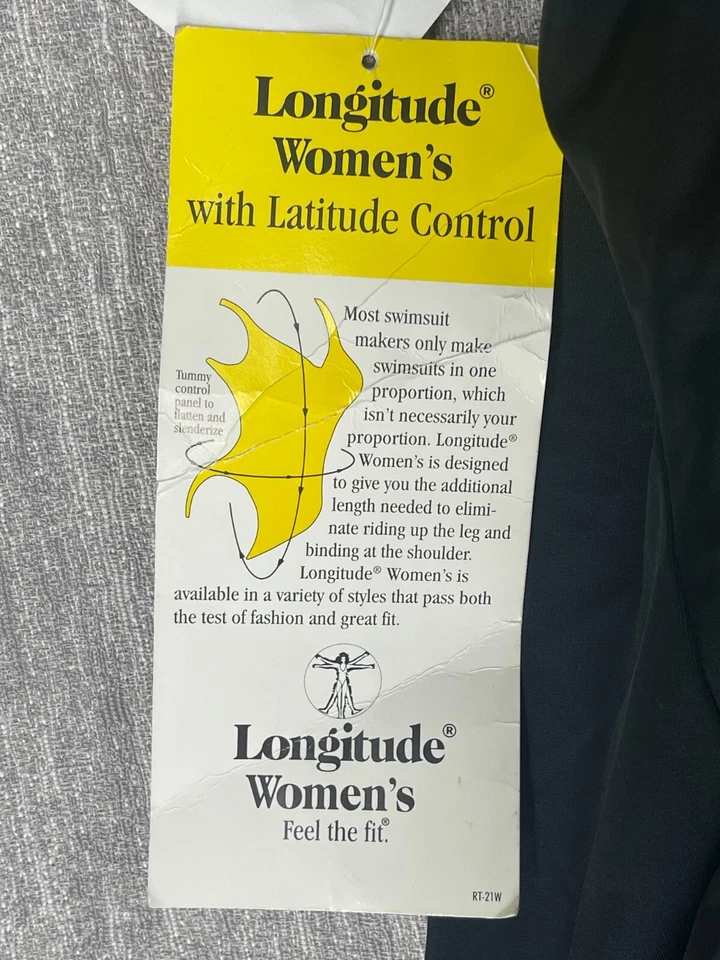 Longitude®
Women's
with Latitude Control
Most swimsuit
makers only make
swimsuits in one
proportion, which
isn't necessarily your
proportion. Longitude®
Women's is designed
to give you the additional
length needed to elimi-
nate riding up the leg and
binding at the shoulder.
Longitude® Women's is
available in a variety of styles that pass both
the test of fashion and great fit.
Tummy
control
panel to
flatten and
slenderize
Longitude®
Women's
Feel the fit.®
RT-21W